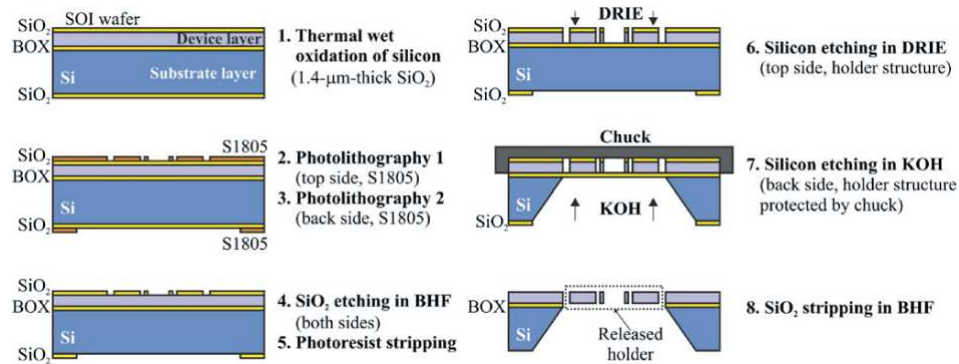 SOI wafer
SiO₂
Device layer
BOX
Si
Substrate layer
SiO₂
1. Thermal wet
oxidation of silicon
(1.4-μm-thick SiO₂)
S1805
SiO₂
Si
SiO₂
S1805
2. Photolithography 1
(top side, S1805)
3. Photolithography 2
(back side, S1805)
SiO₂
BOX
Si
SiO₂
4. SiO₂ etching in BHF
(both sides)
5. Photoresist stripping
DRIE
SiO₂
BOX
Si
SiO₂
6. Silicon etching in DRIE
(top side, holder structure)
Chuck
Si
KOH
SiO₂
7. Silicon etching in KOH
(back side, holder structure
protected by chuck)
BOX
Si
Released
holder
8. SiO₂ stripping in BHF